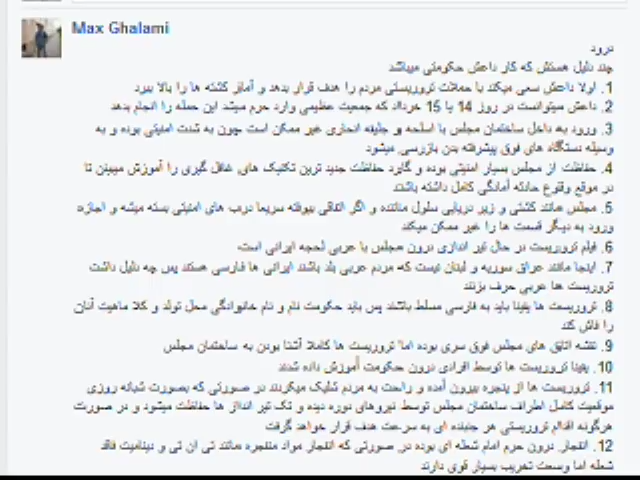 Max Ghalami
درود
چند دلیل هستش که کار داعش حکومتی میباشد
1. اولا داعش سعی میکند با حملات تروریستی مردم را هدف قرار بدهد و آمار کشته ها را بالا ببرد
2. داعش میتوانست در روز 14 یا 15 خرداد که جمعیت عظیمی وارد حرم میشد این حمله را انجام بدهد
3. ورود به داخل ساختمان مجلس با اسلحه و جلیقه انتحاری غیر ممکن است چون به شدت امنیتی بوده و به
وسیله دستگاه های فوق پیشرفته بدن بازرسی میشود
4. حفاظت از مجلس بسیار امنیتی بوده و گارد حفاظت جدید ترین تکنیک های غافل گیری را آموزش میبینن تا
در موقع وقوع حادثه آمادگی کامل داشته باشند
5. مجلس مانند کشتی و زیر دریایی سلول مانند و اگر اتفاقی بیوفته سریعا درب های امنیتی بسته میشه و اجازه
ورود به دیگر قسمت ها را غیر ممکن میکند
6. فیلم تروریست در حال تیر اندازی درون مجلس با عربی لحجه ایرانی است.
7. اینجا مانند عراق سوریه و لبنان نیست که مردم عربی بلد باشند ایرانی ها فارسی هستند پس چه دلیل داشت
تروریست ها عربی حرف بزنند
8. تروریست ها یقینا باید به فارسی مسلط باشند پس باید حکومت نام و نام خانوادگی محل تولد و کلا ماهیت آنان
را فاش کند
9. نقشه اتاق های مجلس فوق سری بوده اما تروریست ها کاملا آشنا بودن به ساختمان مجلس
10. یقینا تروریست ها توسط افرادی درون حکومت آموزش داده شدند
11. تروریست ها از پنجره بیرون آمده و راحت به مردم شلیک میکردند در صورتی که بصورت شبانه روزی
موقعیت کامل اطراف ساختمان مجلس توسط نیروهای دوره دیده و تک تیر انداز ها حفاظت میشود و در صورت
هرگونه اقدام تروریستی هر جنبنده ای به سرعت هدف قرار خواهد گرفت
12. انفجار درون حرم امام شعله ای بوده در صورتی که انفجار مواد منفجره مانند تی ان تی و دینامیت فاقد
شعله اما وسعت تخریب بسیار قوی دارند